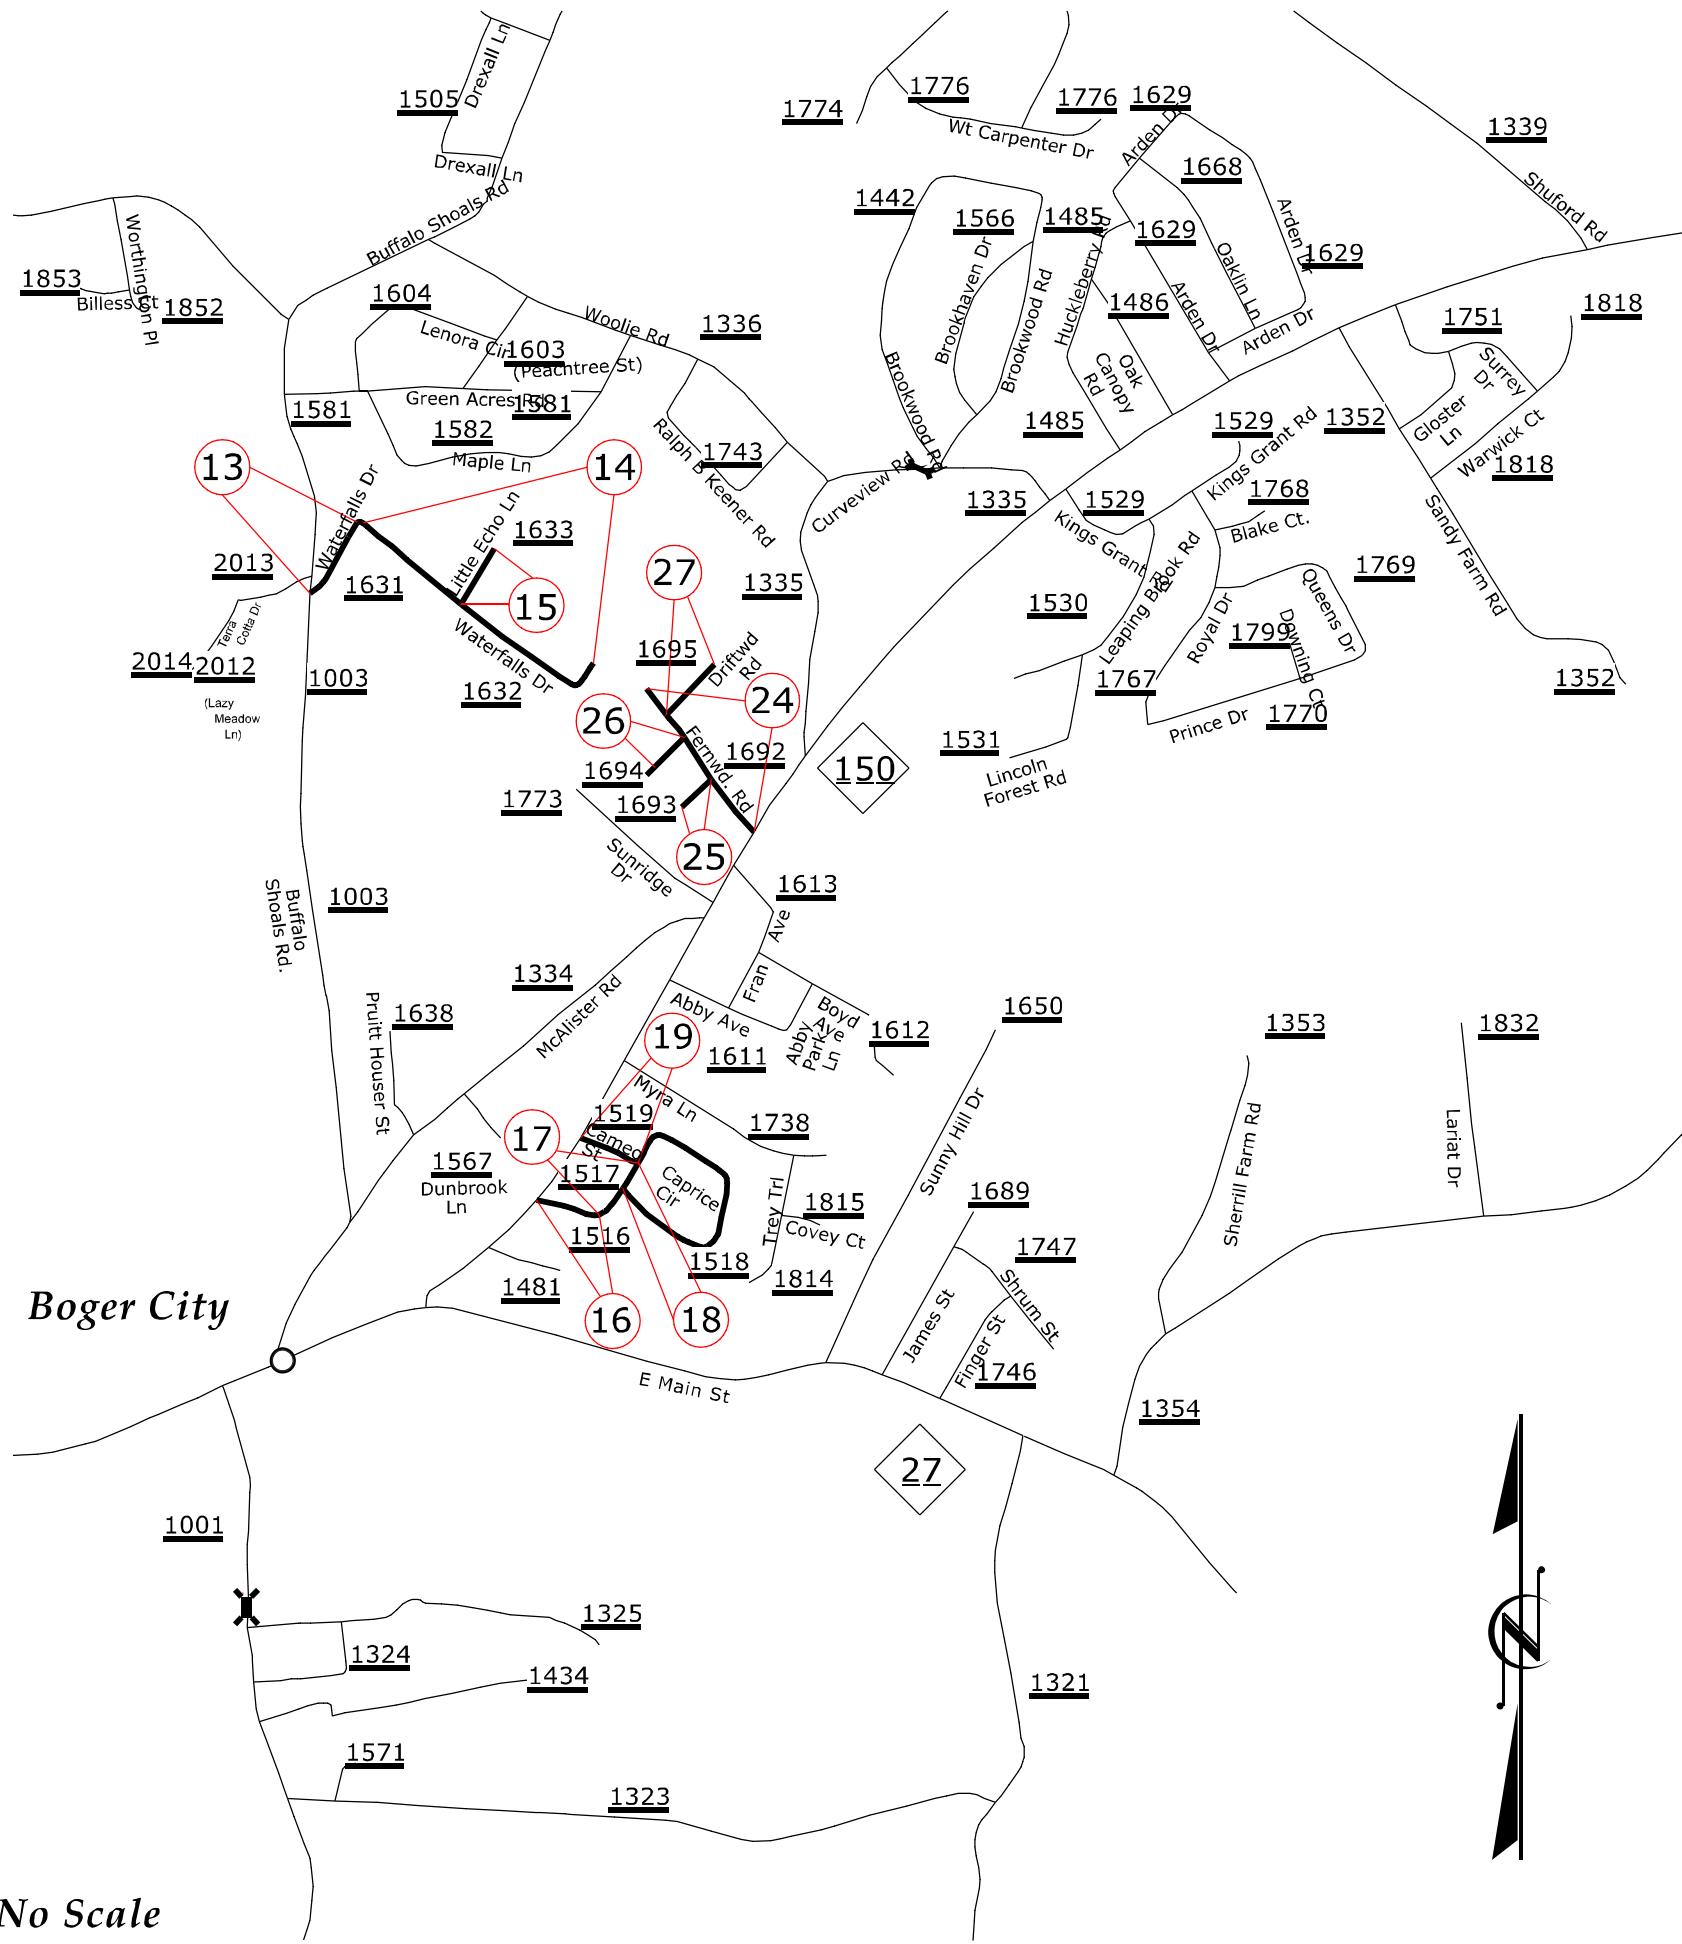 Drexall Ln
1505
Drexall Ln
Buffalo Shoals Rd
1774
1776
1776
1629
Wt Carpenter Dr
Arden Dr
1339
Shuford Rd
1668
Arden Dr
1629
1442
1566
1485
1629
Huckleberry Rd
Oaklin Ln
Brookhaven Dr
Brookwood Rd
1486
Arden Dr
Arden Dr
Oak
Canopy
Rd
1485
Brookwood Rd
Worthington Pl
1853
Billess Ct
1852
1604
Lenora Cir
1603
(Peachtree St)
Woolie Rd
1336
Green Acres Rd
1581
1581
1582
Maple Ln
Ralph B Keener Rd
1743
Curveview Rd
1335
1335
1751
1818
Surrey
Dr
Gloster
Ln
Warwick Ct
1818
1352
Sandy Farm Rd
1352
1529
Kings Grant Rd
1529
Kings Grant Rd
1768
Blake Ct.
Leaping Brook Rd
1530
1769
Queens Dr
Royal Dr
1799
Downing Ct
1767
Prince Dr
1770
1531
Lincoln
Forest Rd
13
14
Waterfalls Dr
Little Echo Ln
1633
15
2013
1631
Terra
Cotta Dr
2014
2012
(Lazy
Meadow
Ln)
1003
Waterfalls Dr
1632
27
1695
Driftwd
Rd
24
26
Fernwd. Rd
1692
1694
1693
25
150
1773
Sunridge
Dr
1003
Buffalo
Shoals Rd.
1613
Fran
Ave
1334
McAlister Rd
Abby Ave
Boyd
Ave
Abby
Park
Ln
1612
1611
Pruitt House­r St
1638
19
Myra Ln
1519
Cameo
St
17
1517
Caprice
Cir
1738
1567
Dunbrook
Ln
1516
1518
Trey Trl
1815
Covey Ct
1814
1481
16
18
1650
Sunny Hill Dr
1689
1747
Shrum St
James St
Finger St
1746
1353
Sherrill Farm Rd
1832
Lariat Dr
1354
Boger City
E Main St
27
1001
1325
1324
1434
1571
1323
1321
N
No Scale